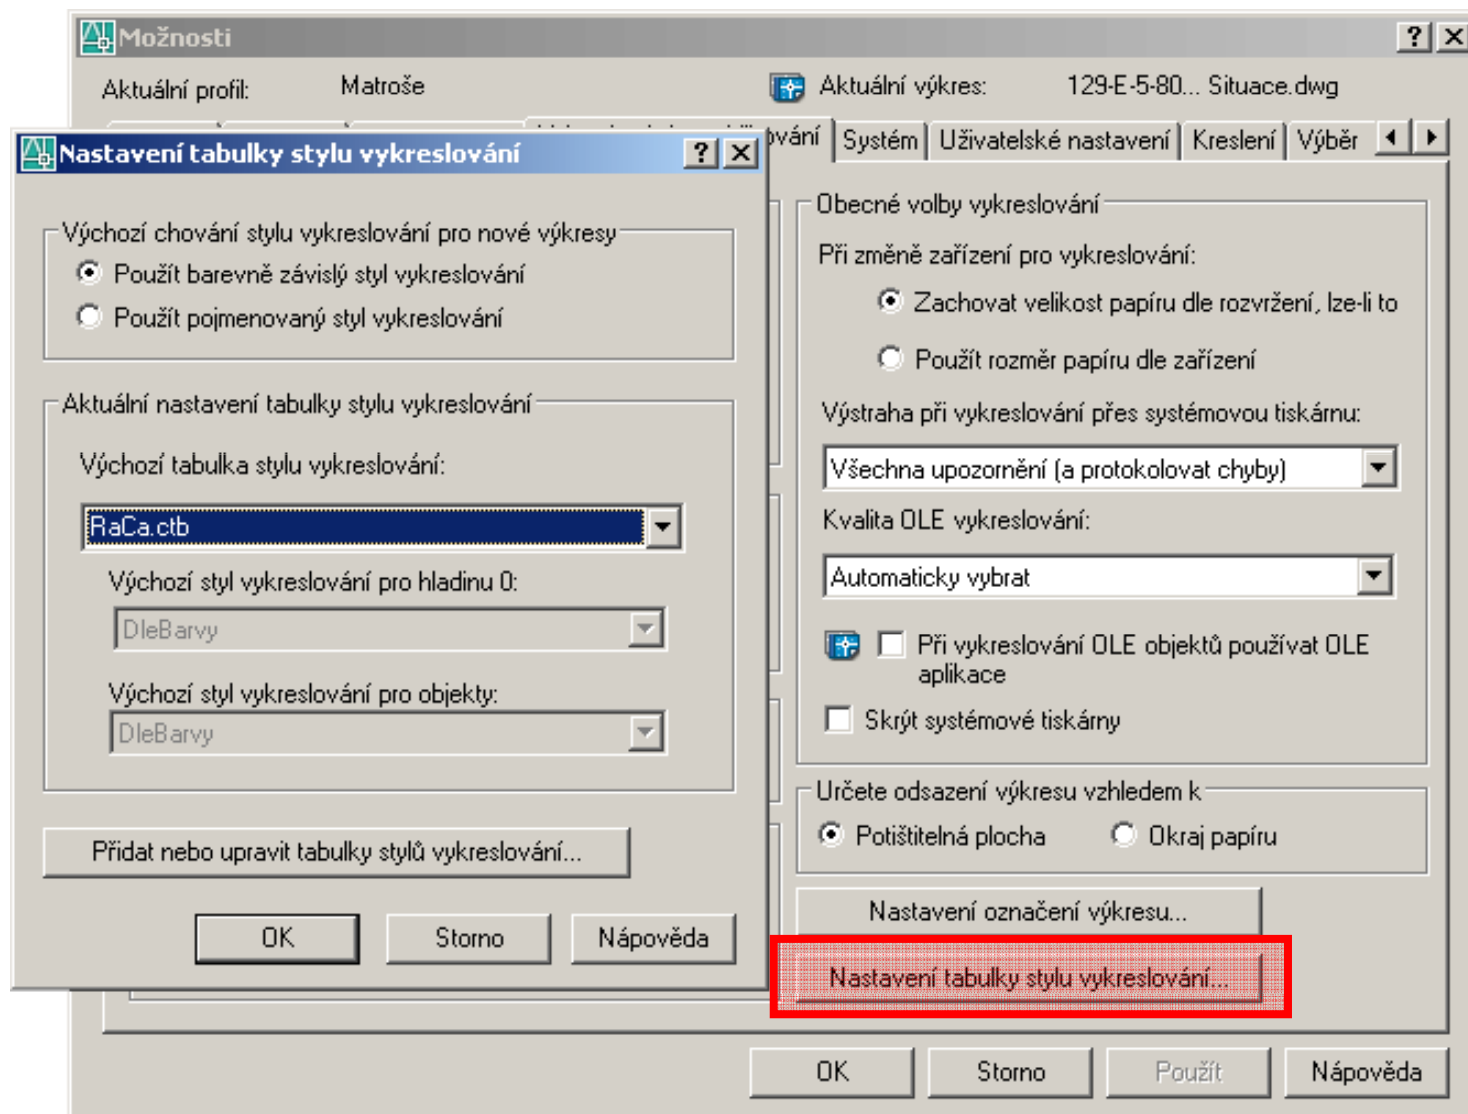 Možnosti
Aktuální profil: Matroše Aktuální výkres: 129-E-5-80... Situace.dwg
Systém Uživatelské nastavení Kreslení Výběr
Nastavení tabulky stylu vykreslování
Výchozí chování stylu vykreslování pro nové výkresy
Použít barevně závislý styl vykreslování
Použít pojmenovaný styl vykreslování
Aktuální nastavení tabulky stylu vykreslování
Výchozí tabulka stylu vykreslování:
RaCa.ctb
Výchozí styl vykreslování pro hladinu 0:
DleBarvy
Výchozí styl vykreslování pro objekty:
DleBarvy
Přidat nebo upravit tabulky stylů vykreslování...
OK Storno Nápověda
Obecné volby vykreslování
Při změně zařízení pro vykreslování:
Zachovat velikost papíru dle rozvržení, lze-li to
Použít rozměr papíru dle zařízení
Výstraha při vykreslování přes systémovou tiskárnu:
Všechna upozornění (a protokolovat chyby)
Kvalita OLE vykreslování:
Automaticky vybrat
Při vykreslování OLE objektů používat OLE
aplikace
Skrýt systémové tiskárny
Určete odsazení výkresu vzhledem k
Potištitelná plocha Okraj papíru
Nastavení označení výkresu...
Nastavení tabulky stylu vykreslování...
OK Storno Použít Nápověda